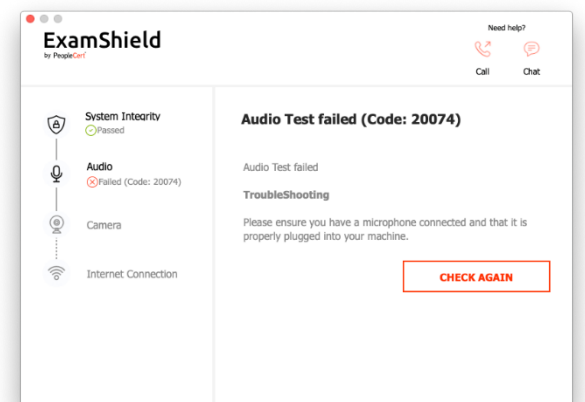 Need help?
ExamShield
by PeopleCert
Call
Chat
System Integrity
Passed
Audio
Failed (Code: 20074)
Camera
Internet Connection
Audio Test failed (Code: 20074)
Audio Test failed
TroubleShooting
Please ensure you have a microphone connected and that it is
properly plugged into your machine.
CHECK AGAIN